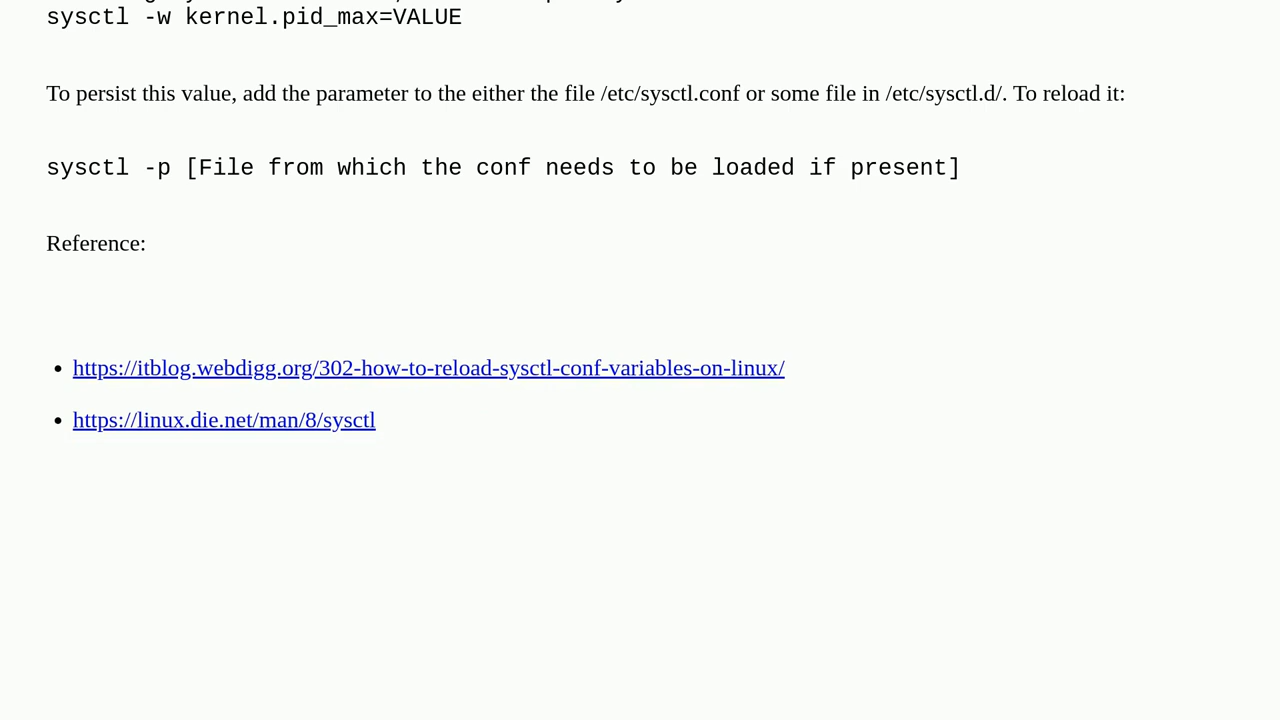 sysctl -w kernel.pid_max=VALUE
To persist this value, add the parameter to the either the file /etc/sysctl.conf or some file in /etc/sysctl.d/. To reload it:
sysctl -p [File from which the conf needs to be loaded if present]
Reference:
• https://itblog.webdigg.org/302-how-to-reload-sysctl-conf-variables-on-linux/
• https://linux.die.net/man/8/sysctl